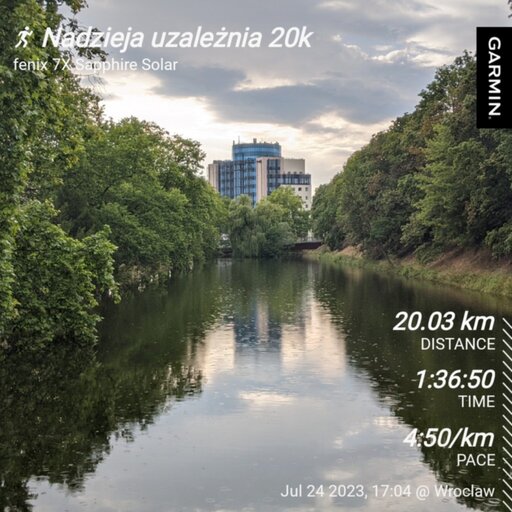 Nadzieja uzależnia 20k
fenix 7X Sapphire Solar
GARMIN
20.03 km
DISTANCE
1:36:50
TIME
4:50/km
PACE
Jul 24 2023, 17:04 @ Wrocław